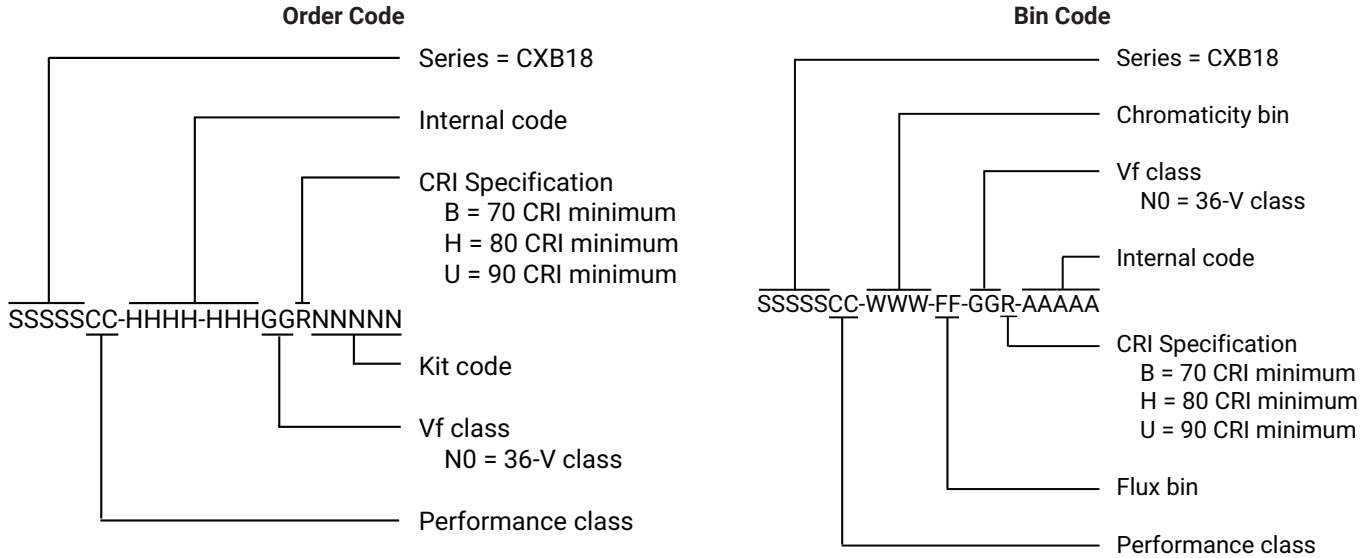 Order Code
Series = CXB18
Internal code
CRI Specification
B = 70 CRI minimum
H = 80 CRI minimum
U = 90 CRI minimum
SSSSSCC-HHHH-HHHGGRNNNNN
Kit code
Vf class
N0 = 36-V class
Performance class
Bin Code
Series = CXB18
Chromaticity bin
Vf class
N0 = 36-V class
Internal code
SSSSSCC-WWW-FF-GGR-AAAAA
CRI Specification
B = 70 CRI minimum
H = 80 CRI minimum
U = 90 CRI minimum
Flux bin
Performance class